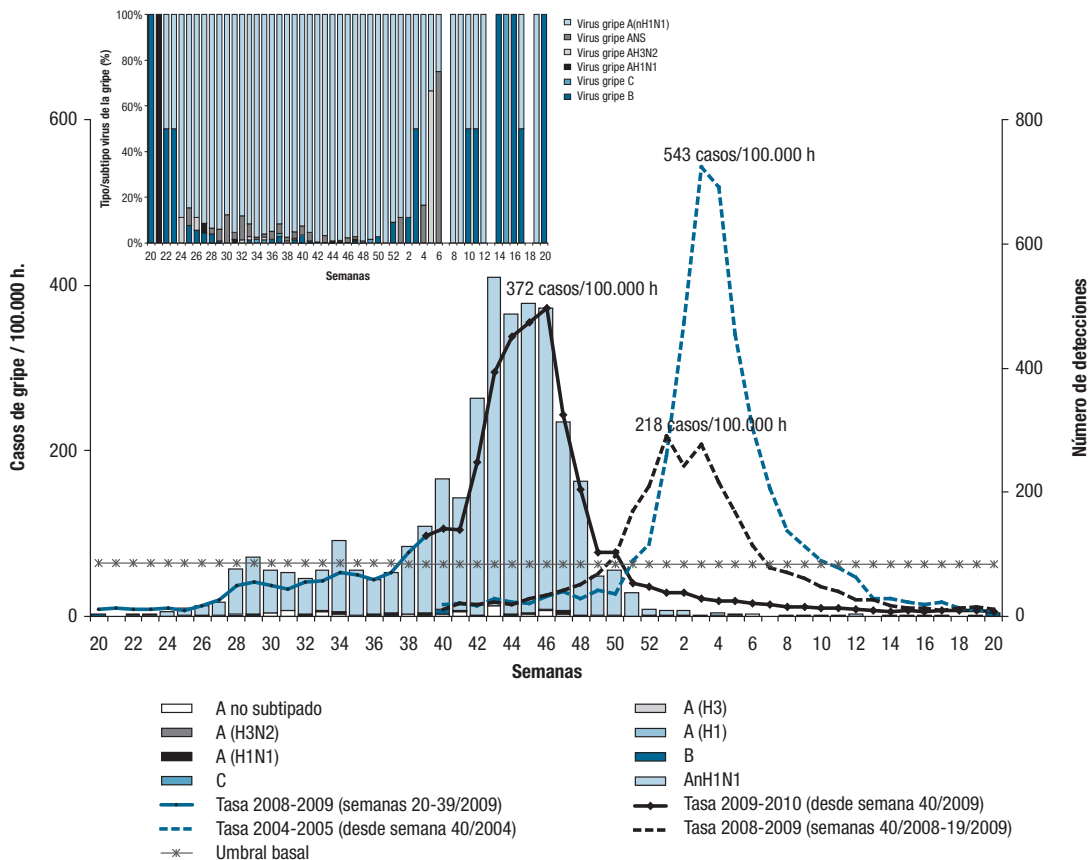 100%
80%
60%
40%
20%
0%
Tipo/subtipo virus de la gripe (%)
20 22 24 26 28 30 32 34 36 38 40 42 44 46 48 50 52 2 4 6 8 10 12 14 16 18 20
Semanas
Virus gripe A(nH1N1)
Virus gripe ANS
Virus gripe AH3N2
Virus gripe AH1N1
Virus gripe C
Virus gripe B
600
400
200
0
Casos de gripe / 100.000 h.
800
600
400
200
0
Número de detecciones
543 casos/100.000 h
372 casos/100.000 h
218 casos/100.000 h
20 22 24 26 28 30 32 34 36 38 40 42 44 46 48 50 52 2 4 6 8 10 12 14 16 18 20
Semanas
A no subtipado
A (H3N2)
A (H1N1)
C
Tasa 2008-2009 (semanas 20-39/2009)
Tasa 2004-2005 (desde semana 40/2004)
Umbral basal
A (H3)
A (H1)
B
AnH1N1
Tasa 2009-2010 (desde semana 40/2009)
Tasa 2008-2009 (semanas 40/2008-19/2009)